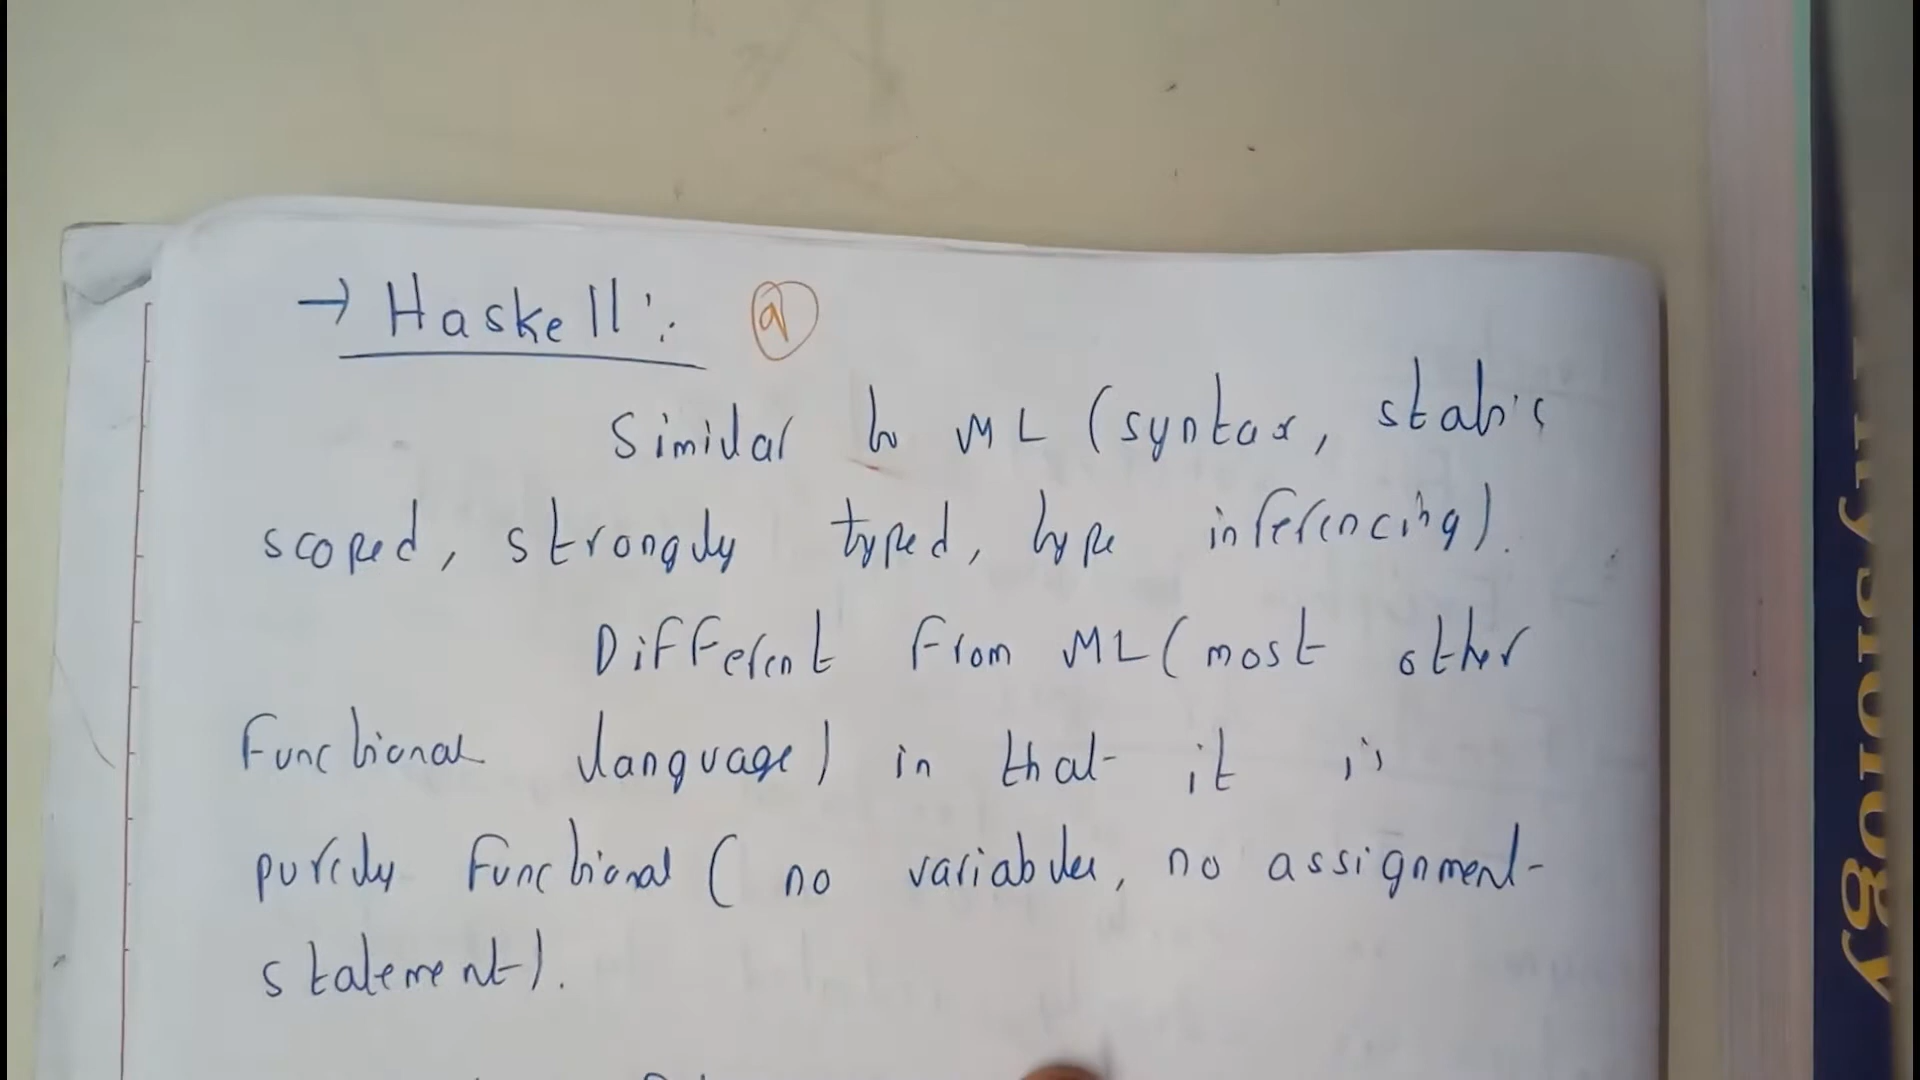 → Haskell: a
Similar to ML (syntax, static
scoped, strongly typed, type inferencing).
Different from ML (most other
functional language) in that it is
purely functional (no variables, no assignment
statement).
ology